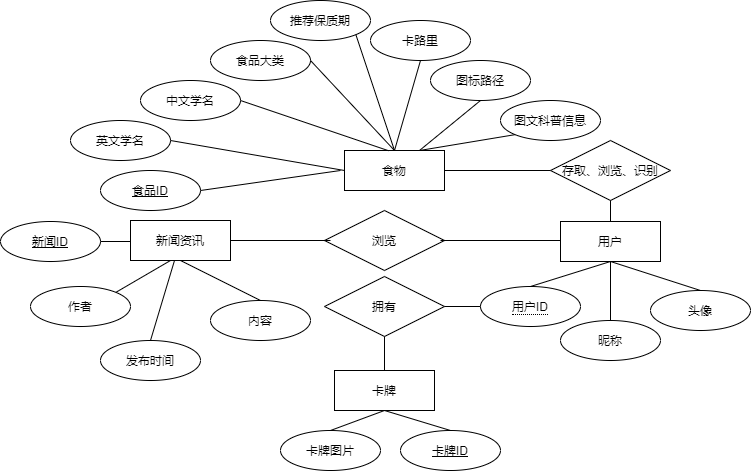 推荐保质期
卡路里
食品大类
图标路径
中文学名
图文科普信息
英文学名
食物
存取、浏览、识别
食品ID
新闻ID
新闻资讯
浏览
用户
作者
内容
拥有
用户ID
头像
发布时间
昵称
卡牌
卡牌图片
卡牌ID